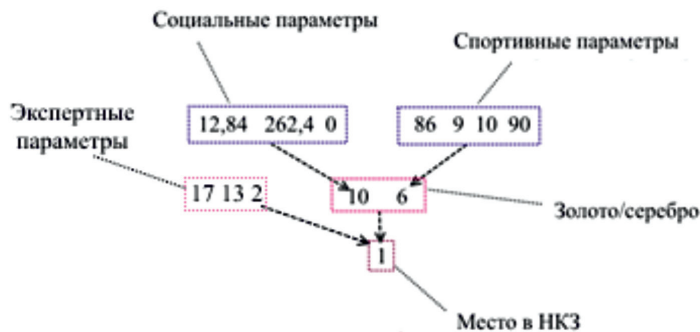 Социальные параметры
Спортивные параметры
Экспертные
параметры
12,84 262,4 0
86 9 10 90
17 13 2
10 6
Золото/серебро
1
Место в НКЗ